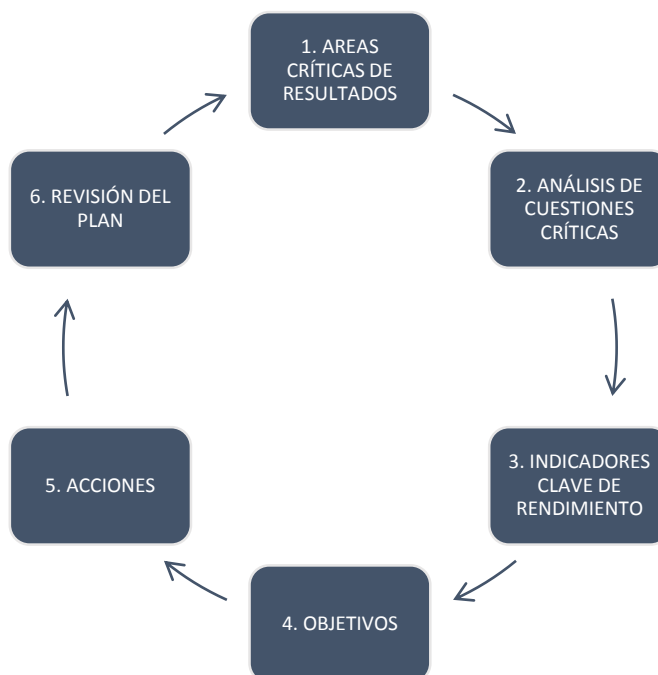 1. AREAS
CRÍTICAS DE
RESULTADOS
2. ANÁLISIS DE
CUESTIONES
CRÍTICAS
3. INDICADORES
CLAVE DE
RENDIMIENTO
4. OBJETIVOS
5. ACCIONES
6. REVISIÓN DEL
PLAN